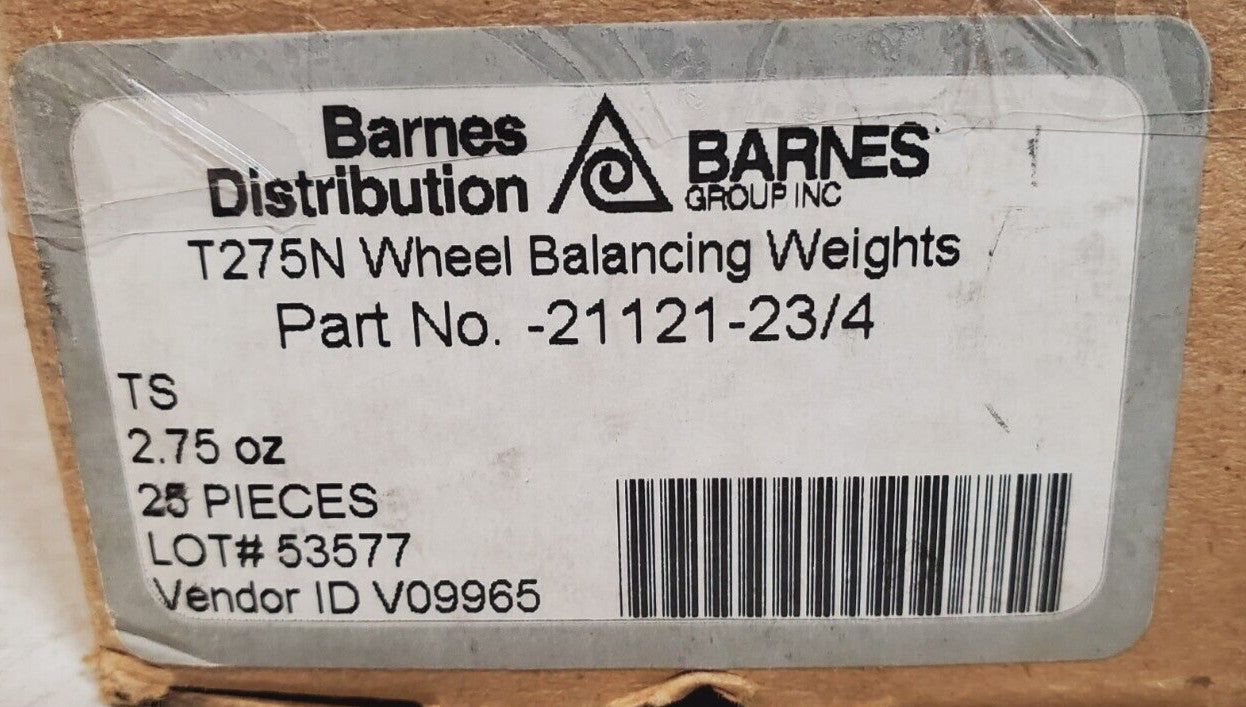 Barnes
Distribution
BARNES
GROUP INC
T275N Wheel Balancing Weights
Part No. -21121-23/4
TS
2.75 oz
25 PIECES
LOT# 53577
Vendor ID V09965